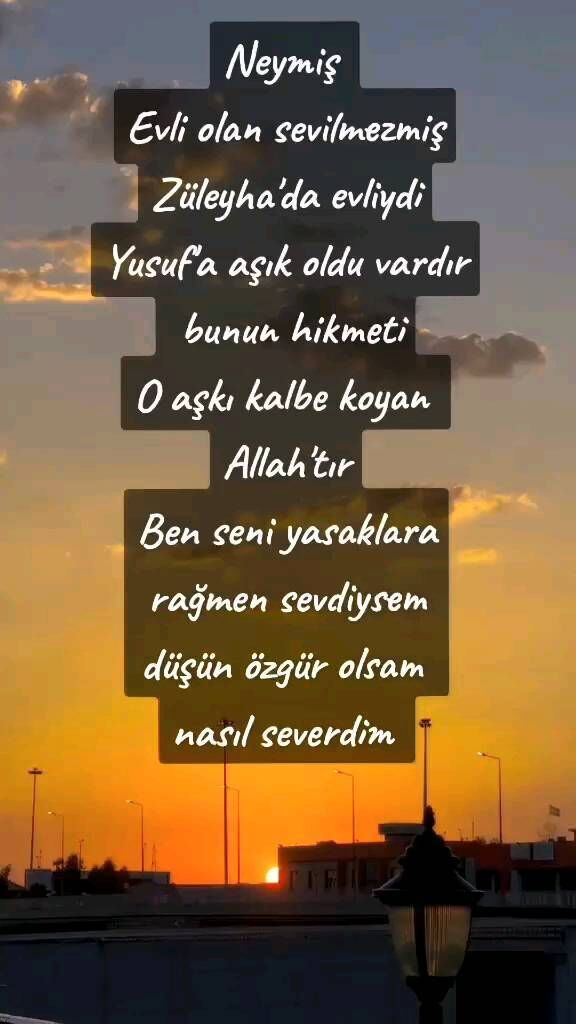 Neymiş
Evli olan sevilmezmiş
Züleyha'da evliydi
Yusuf'a aşık oldu vardır
bunun hikmeti
O aşkı kalbe koyan
Allah'tır
Ben seni yasaklara
rağmen sevdiysem
düşün özgür olsam
nasıl severdim